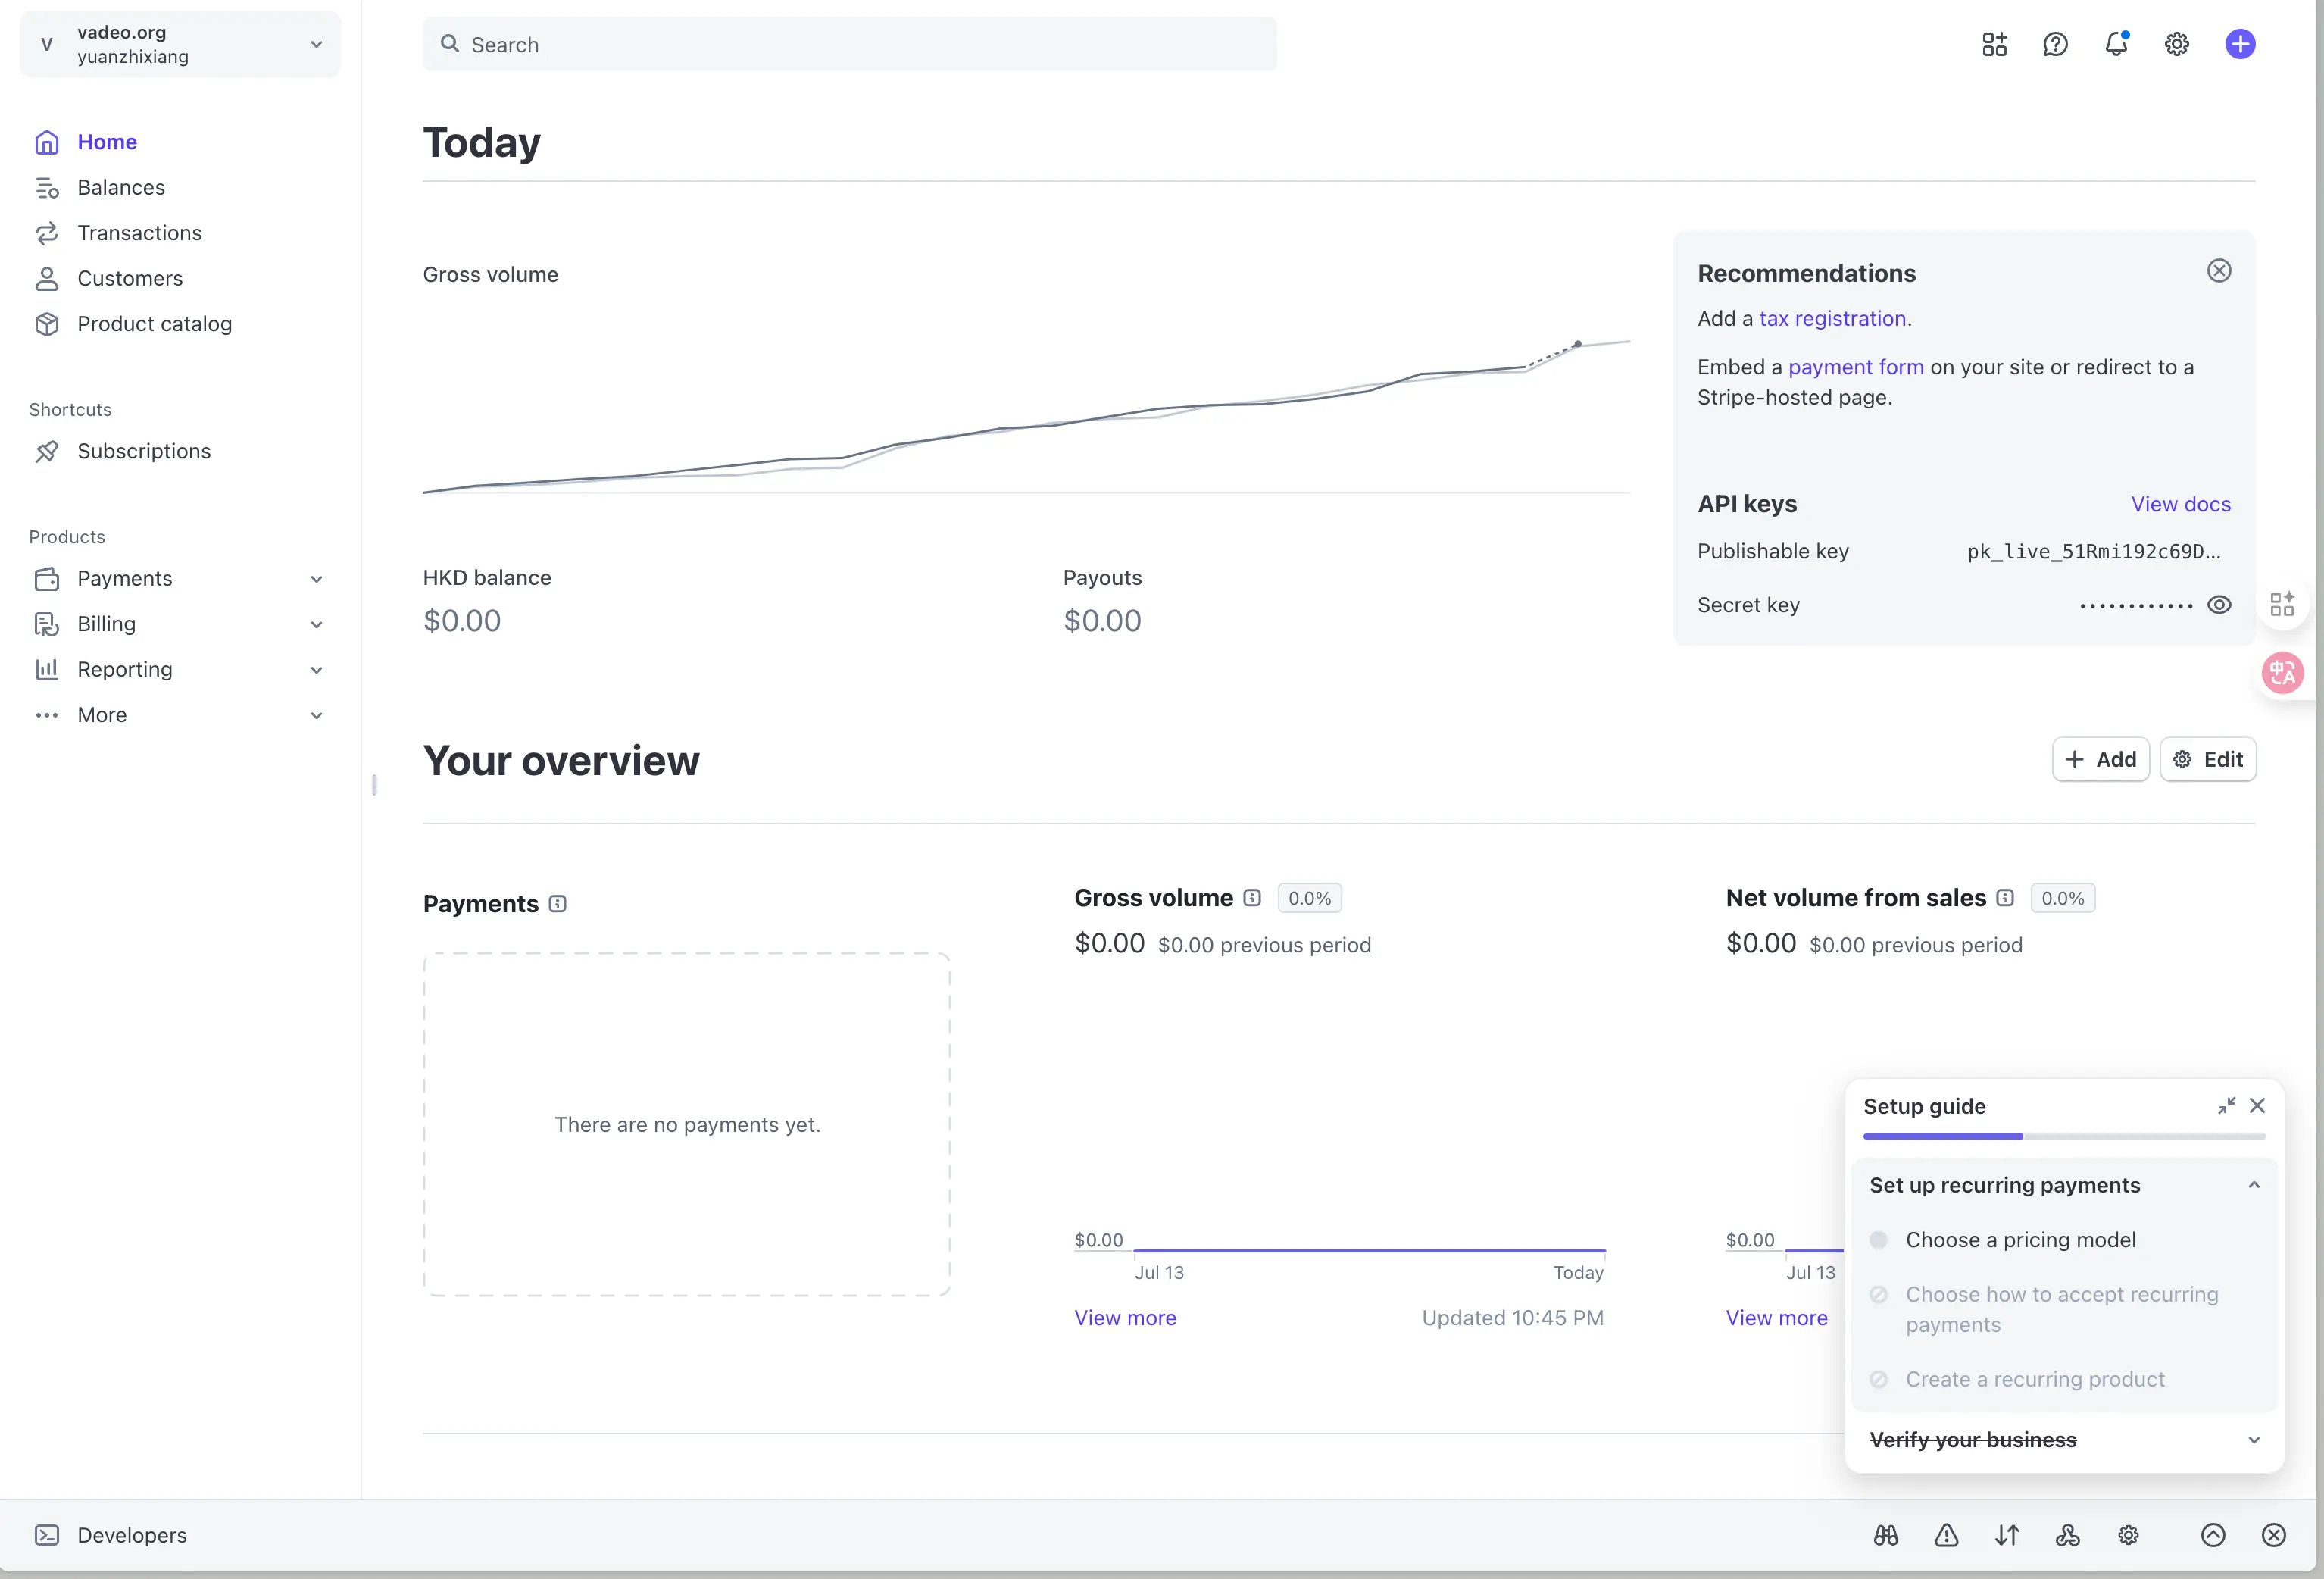 V
vadeo.org
yuanzhixiang
Search
Home
Balances
Transactions
Customers
Product catalog
Shortcuts
Subscriptions
Products
Payments
Billing
Reporting
More
Today
Gross volume
HKD balance
$0.00
Payouts
$0.00
Recommendations
Add a tax registration.
Embed a payment form on your site or redirect to a
Stripe-hosted page.
API keys
View docs
Publishable key
pk_live_51Rmi192c69D...
Secret key
••••••••••••
中A
Your overview
+ Add
Edit
Payments
There are no payments yet.
Gross volume
0.0%
$0.00 $0.00 previous period
$0.00
Jul 13
Today
View more
Updated 10:45 PM
Net volume from sales
0.0%
$0.00 $0.00 previous period
$0.00
Jul 13
View more
Setup guide
Set up recurring payments
Choose a pricing model
Choose how to accept recurring
payments
Create a recurring product
Verify your business
Developers